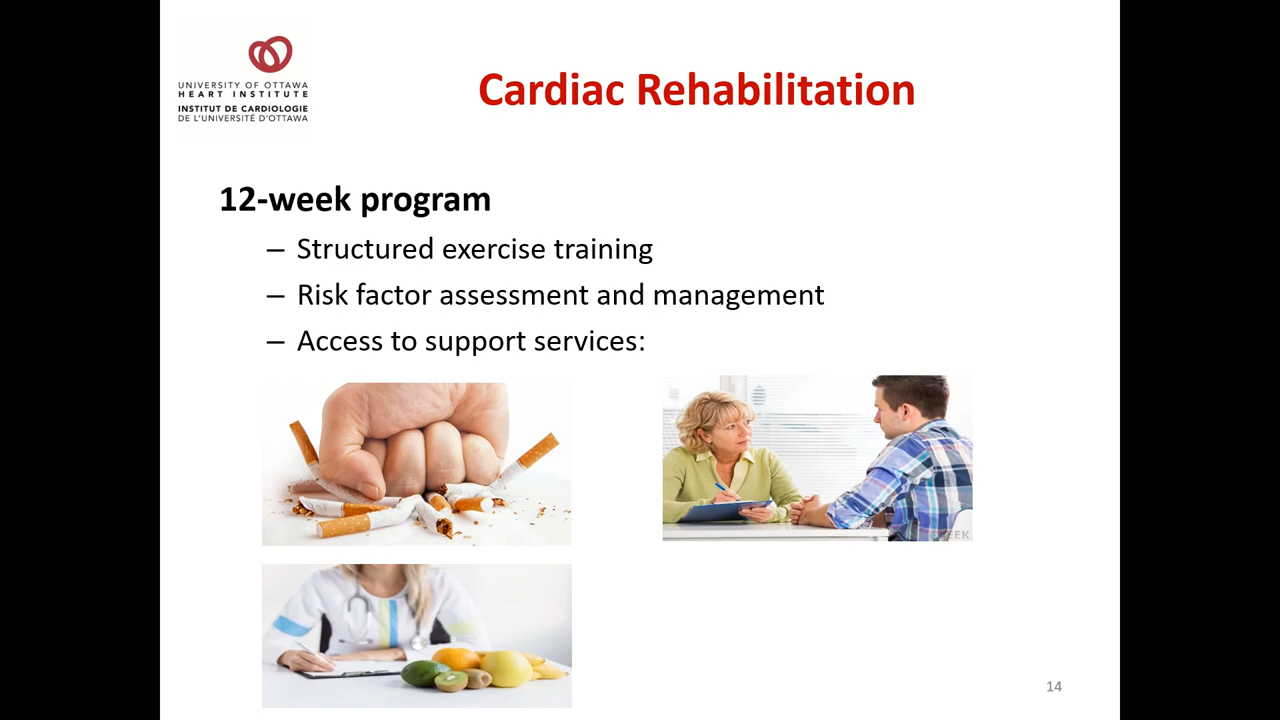 UNIVERSITY OF OTTAWA
HEART INSTITUTE
INSTITUT DE CARDIOLOGIE
DE L'UNIVERSITÉ D'OTTAWA
Cardiac Rehabilitation
12-week program
– Structured exercise training
– Risk factor assessment and management
– Access to support services:
14